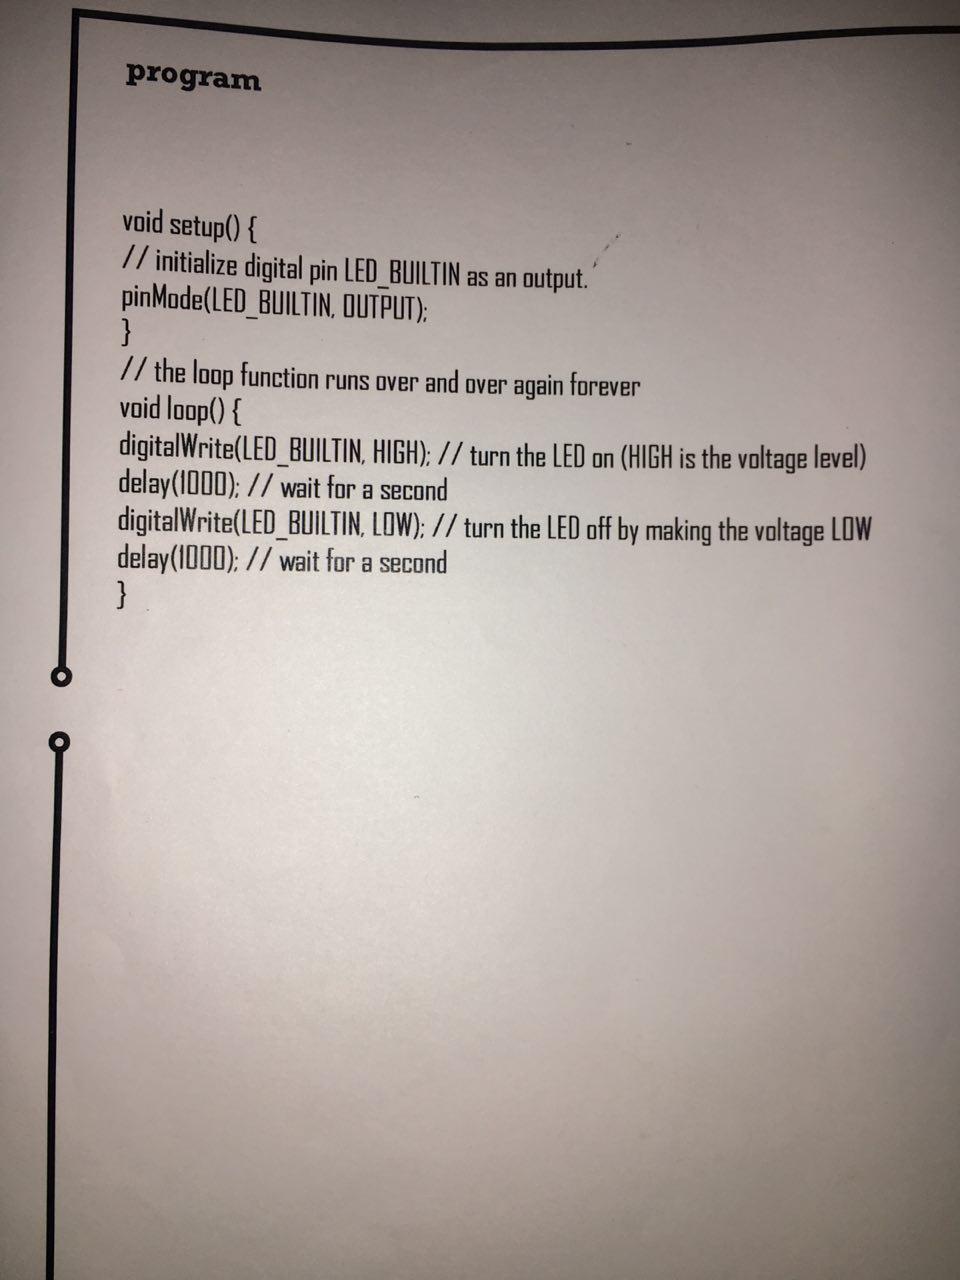 program
void setup() {
// initialize digital pin LED_BUILTIN as an output.
pinMode(LED_BUILTIN, OUTPUT);
}
// the loop function runs over and over again forever
void loop() {
digitalWrite(LED_BUILTIN, HIGH); // turn the LED on (HIGH is the voltage level)
delay(1000); // wait for a second
digitalWrite(LED_BUILTIN, LOW); // turn the LED off by making the voltage LOW
delay(1000); // wait for a second
}